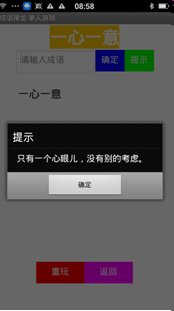 08:58
成语接龙 单人游戏
一心一意
请输入成语
确定
提示
一心一意
提示
只有一个心眼儿，没有别的考虑。
确定
重玩
返回